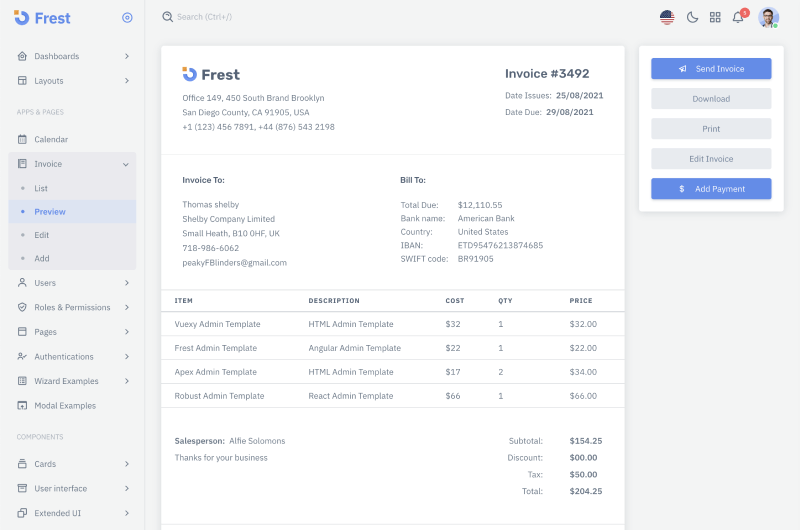 Frest
Search (Ctrl+/)
5
Dashboards
Layouts
APPS & PAGES
Calendar
Invoice
List
Preview
Edit
Add
Users
Roles & Permissions
Pages
Authentications
Wizard Examples
Modal Examples
COMPONENTS
Cards
User interface
Extended UI
Frest
Office 149, 450 South Brand Brooklyn
San Diego County, CA 91905, USA
+1 (123) 456 7891, +44 (876) 543 2198
Invoice #3492
Date Issues: 25/08/2021
Date Due: 29/08/2021
Invoice To:
Thomas shelby
Shelby Company Limited
Small Heath, B10 0HF, UK
718-986-6062
peakyFBlinders@gmail.com
Bill To:
Total Due: $12,110.55
Bank name: American Bank
Country: United States
IBAN: ETD95476213874685
SWIFT code: BR91905
ITEM DESCRIPTION COST QTY PRICE
Vuexy Admin Template HTML Admin Template $32 1 $32.00
Frest Admin Template Angular Admin Template $22 1 $22.00
Apex Admin Template HTML Admin Template $17 2 $34.00
Robust Admin Template React Admin Template $66 1 $66.00
Salesperson: Alfie Solomons
Thanks for your business
Subtotal: $154.25
Discount: $00.00
Tax: $50.00
Total: $204.25
Send Invoice
Download
Print
Edit Invoice
$ Add Payment